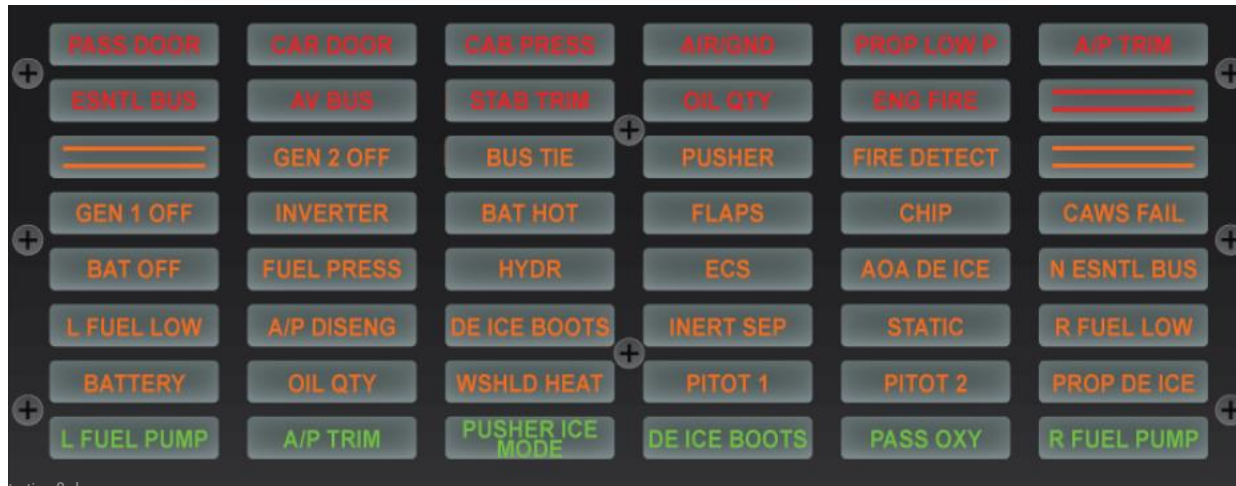 PASS DOOR CAR DOOR CAB PRESS AIR/GND PROP LOW P A/P TRIM
ESNTL BUS AV BUS STAB TRIM OIL QTY ENG FIRE
GEN 2 OFF BUS TIE PUSHER FIRE DETECT
GEN 1 OFF INVERTER BAT HOT FLAPS CHIP CAWS FAIL
BAT OFF FUEL PRESS HYDR ECS AOA DE ICE N ESNTL BUS
L FUEL LOW A/P DISENG DE ICE BOOTS INERT SEP STATIC R FUEL LOW
BATTERY OIL QTY WSHLD HEAT PITOT 1 PITOT 2 PROP DE ICE
L FUEL PUMP A/P TRIM PUSHER ICE MODE DE ICE BOOTS PASS OXY R FUEL PUMP